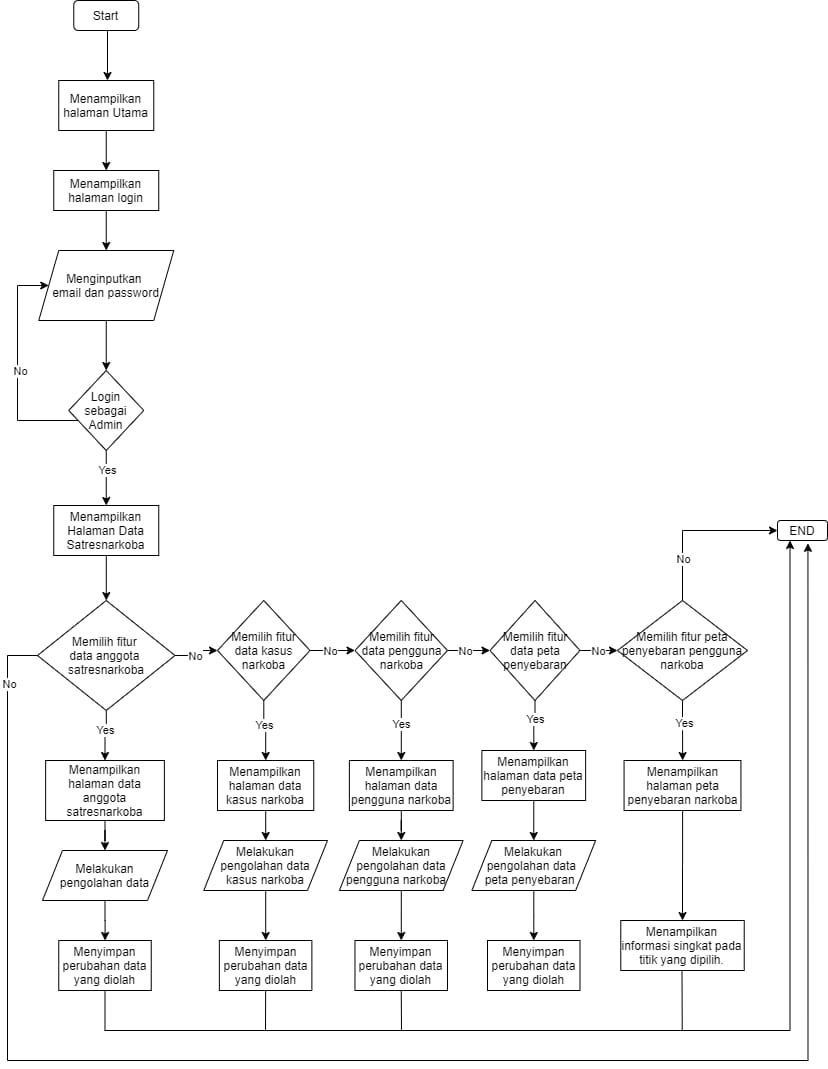 Start
Menampilkan
halaman Utama
Menampilkan
halaman login
Menginputkan
email dan password
No
Login
sebagai
Admin
Yes
Menampilkan
Halaman Data
Satresnarkoba
END
No
Memilih fitur
data anggota
satresnarkoba
No
Memilih fitur
data kasus
narkoba
No
Memilih fitur
data pengguna
narkoba
No
Memilih fitur
data peta
penyebaran
No
Memilih fitur peta
penyebaran pengguna
narkoba
No
Yes
Yes
Yes
Yes
Yes
Menampilkan
halaman data
anggota
satresnarkoba
Menampilkan
halaman data
kasus narkoba
Menampilkan
halaman data
pengguna narkoba
Menampilkan
halaman data peta
penyebaran
Menampilkan
halaman peta
penyebaran narkoba
Melakukan
pengolahan data
Melakukan
pengolahan data
kasus narkoba
Melakukan
pengolahan data
pengguna narkoba
Melakukan
pengolahan data
peta penyebaran
Menyimpan
perubahan data
yang diolah
Menyimpan
perubahan data
yang diolah
Menyimpan
perubahan data
yang diolah
Menyimpan
perubahan data
yang diolah
Menampilkan
informasi singkat pada
titik yang dipilih.